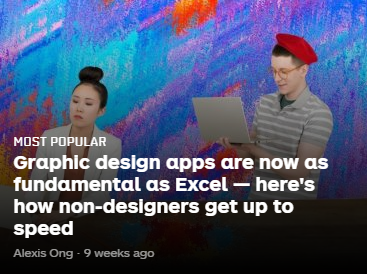 MOST POPULAR
Graphic design apps are now as
fundamental as Excel — here's
how non-designers get up to
speed
Alexis Ong · 9 weeks ago